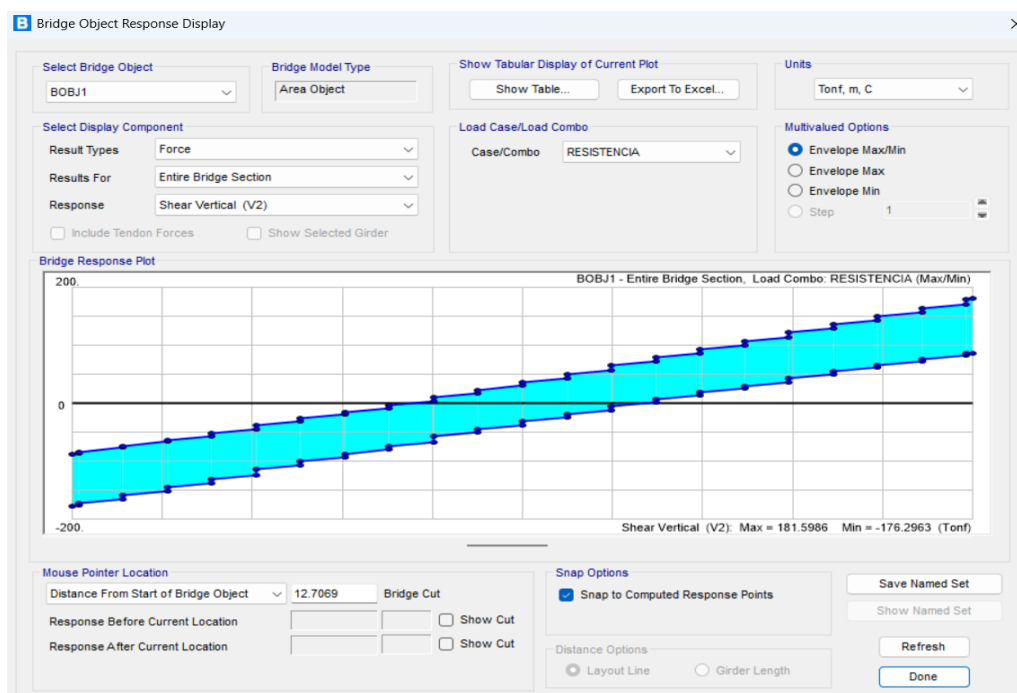 B Bridge Object Response Display
Select Bridge Object
BOBJ1
Bridge Model Type
Area Object
Show Tabular Display of Current Plot
Show Table...
Export To Excel...
Units
Tonf, m, C
Select Display Component
Result Types
Force
Results For
Entire Bridge Section
Response
Shear Vertical (V2)
Include Tendon Forces
Show Selected Girder
Load Case/Load Combo
Case/Combo
RESISTENCIA
Multivalued Options
Envelope Max/Min
Envelope Max
Envelope Min
Step
1
Bridge Response Plot
200.
BOBJ1 - Entire Bridge Section, Load Combo: RESISTENCIA (Max/Min)
0
-200.
Shear Vertical (V2): Max = 181.5986 Min = -176.2963 (Tonf)
Mouse Pointer Location
Distance From Start of Bridge Object
12.7069
Bridge Cut
Response Before Current Location
Show Cut
Response After Current Location
Show Cut
Snap Options
Snap to Computed Response Points
Distance Options
Layout Line
Girder Length
Save Named Set
Show Named Set
Refresh
Done